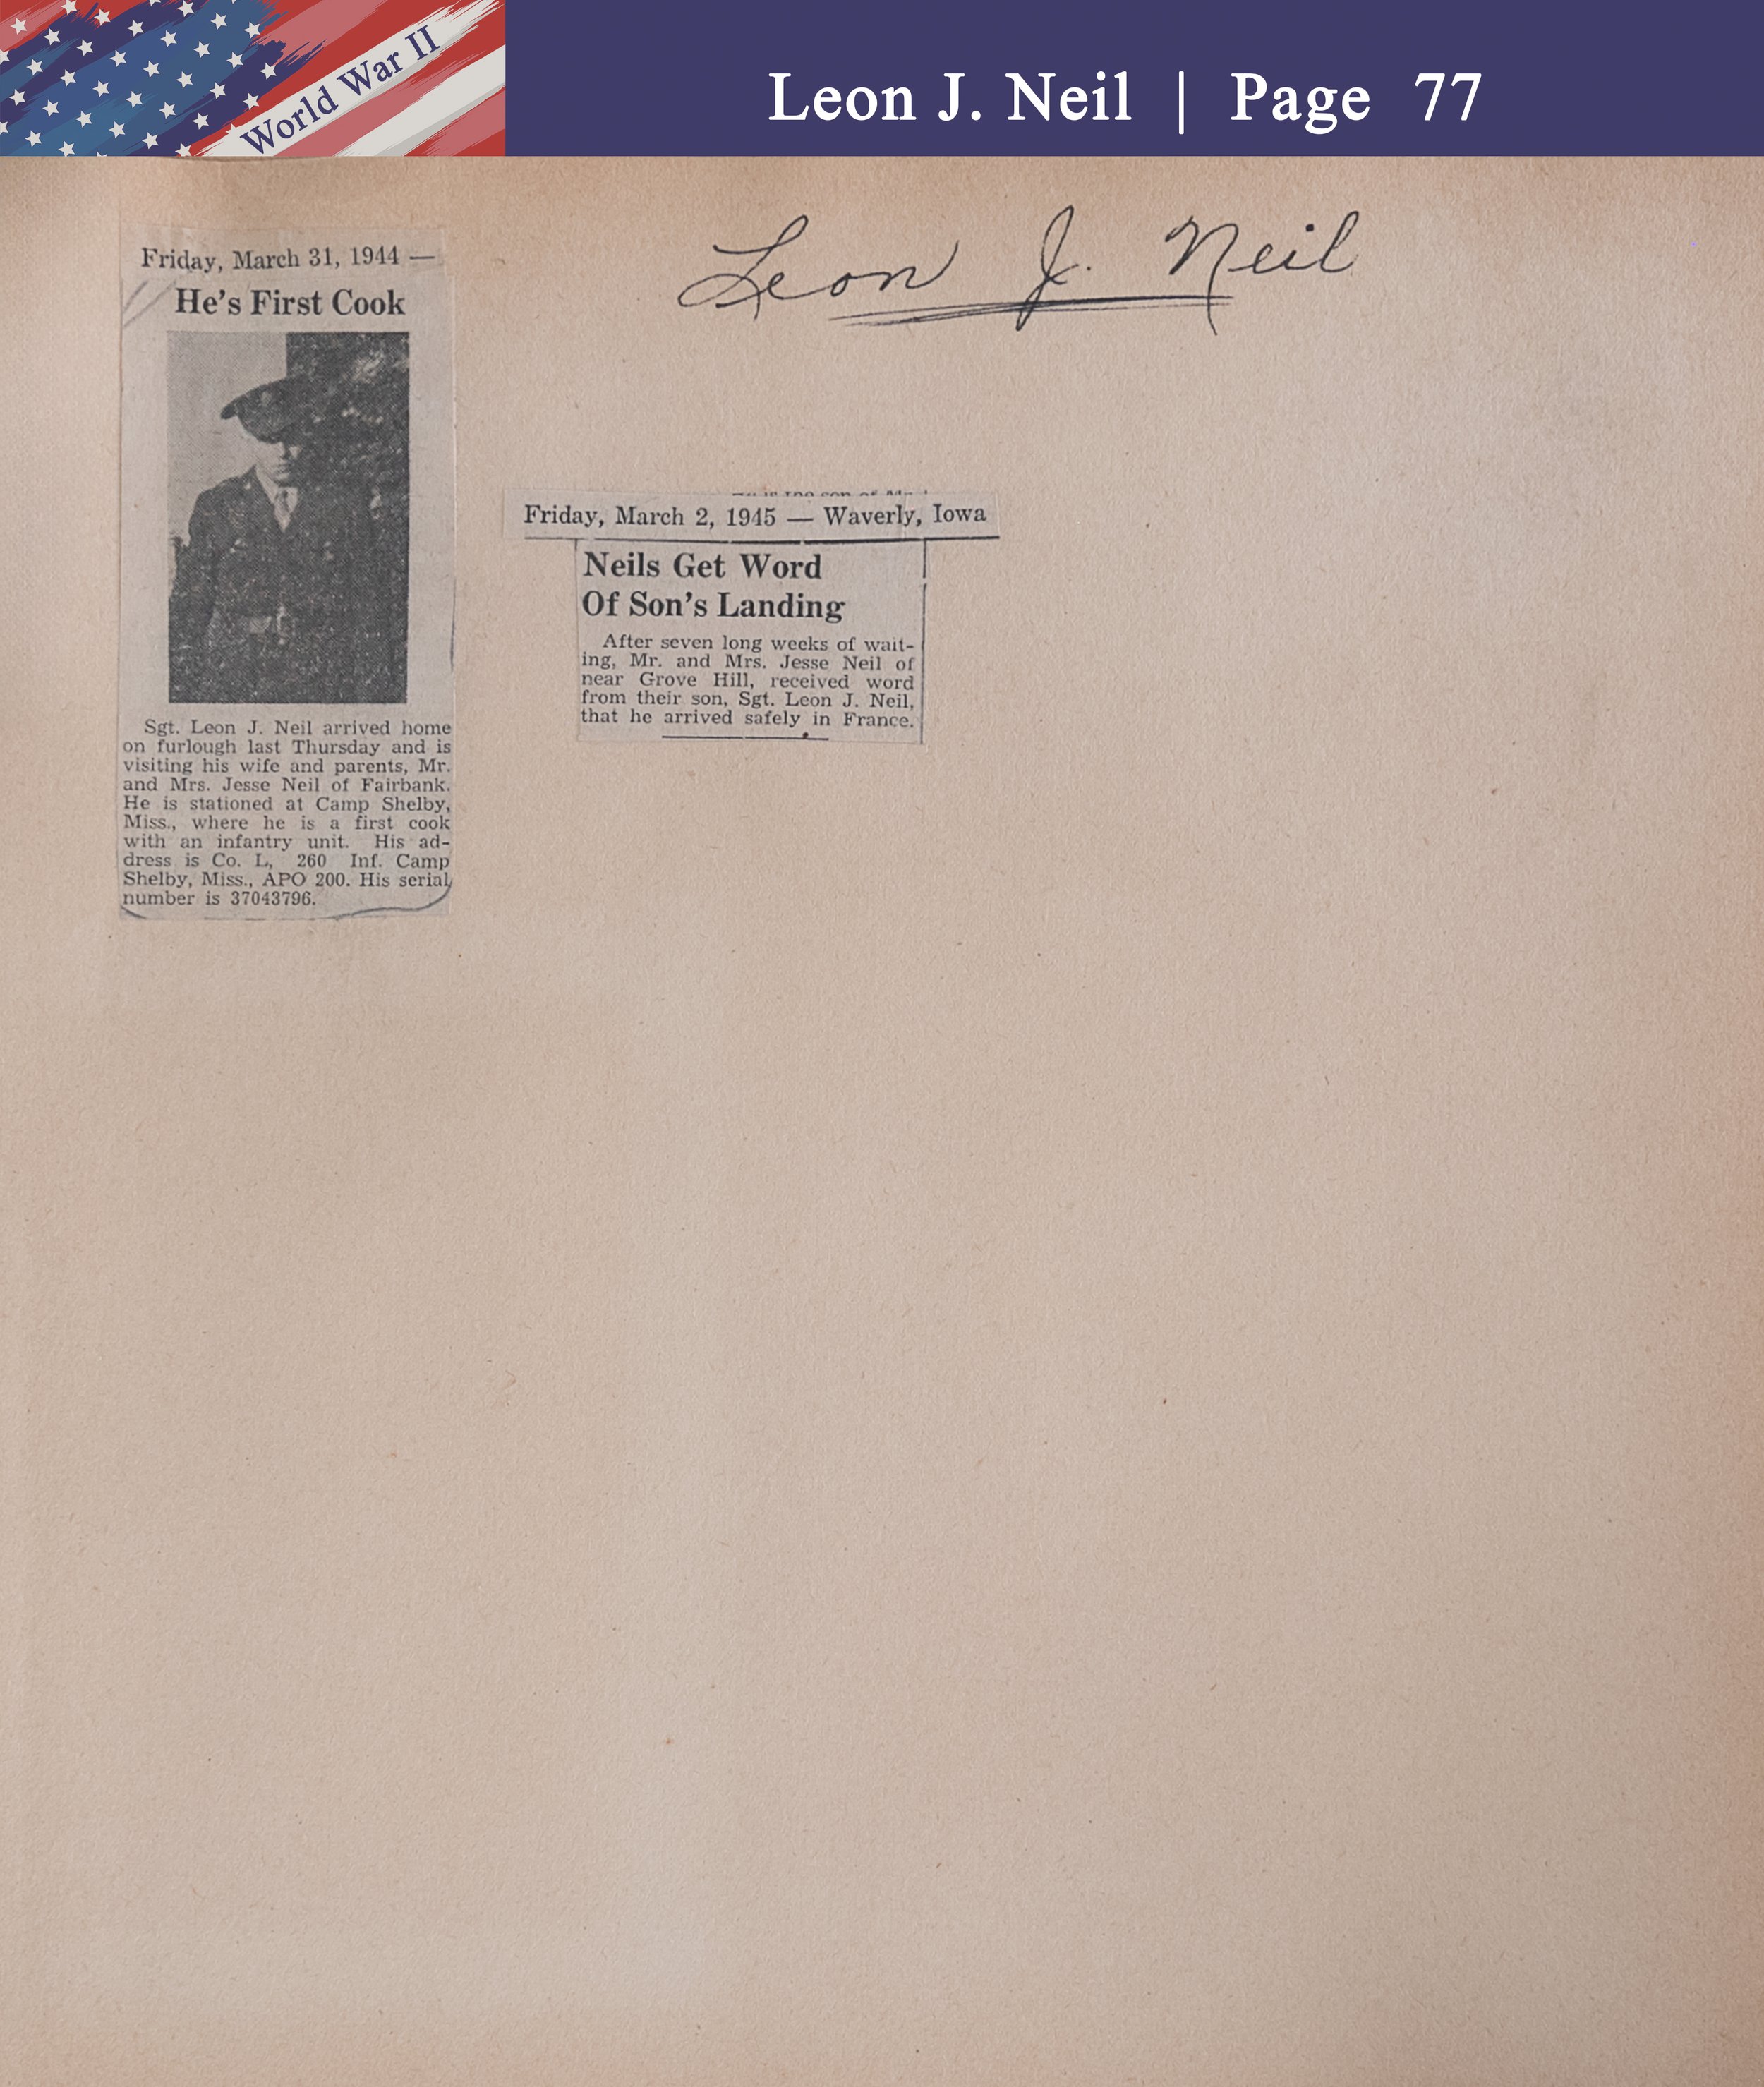 World War II
Leon J. Neil | Page 77
Leon J. Neil
Friday, March 31, 1944 —
He's First Cook
Sgt. Leon J. Neil arrived home
on furlough last Thursday and is
visiting his wife and parents, Mr.
and Mrs. Jesse Neil of Fairbank.
He is stationed at Camp Shelby,
Miss., where he is a first cook
with an infantry unit. His ad-
dress is Co. L, 260 Inf. Camp
Shelby, Miss., APO 200. His serial
number is 37043796.
Friday, March 2, 1945 — Waverly, Iowa
Neils Get Word
Of Son's Landing
After seven long weeks of wait-
ing, Mr. and Mrs. Jesse Neil of
near Grove Hill, received word
from their son, Sgt. Leon J. Neil,
that he arrived safely in France.